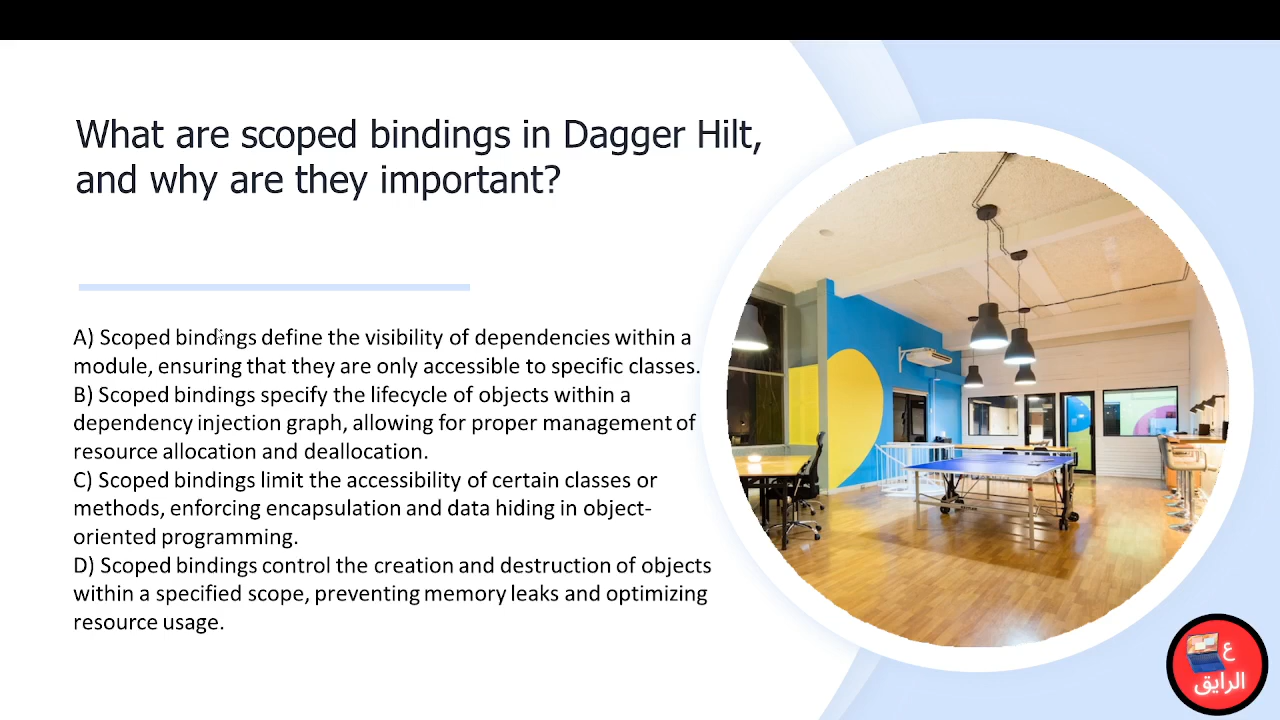 What are scoped bindings in Dagger Hilt,
and why are they important?
A) Scoped bindings define the visibility of dependencies within a
module, ensuring that they are only accessible to specific classes.
B) Scoped bindings specify the lifecycle of objects within a
dependency injection graph, allowing for proper management of
resource allocation and deallocation.
C) Scoped bindings limit the accessibility of certain classes or
methods, enforcing encapsulation and data hiding in object-
oriented programming.
D) Scoped bindings control the creation and destruction of objects
within a specified scope, preventing memory leaks and optimizing
resource usage.
ع
الرايق